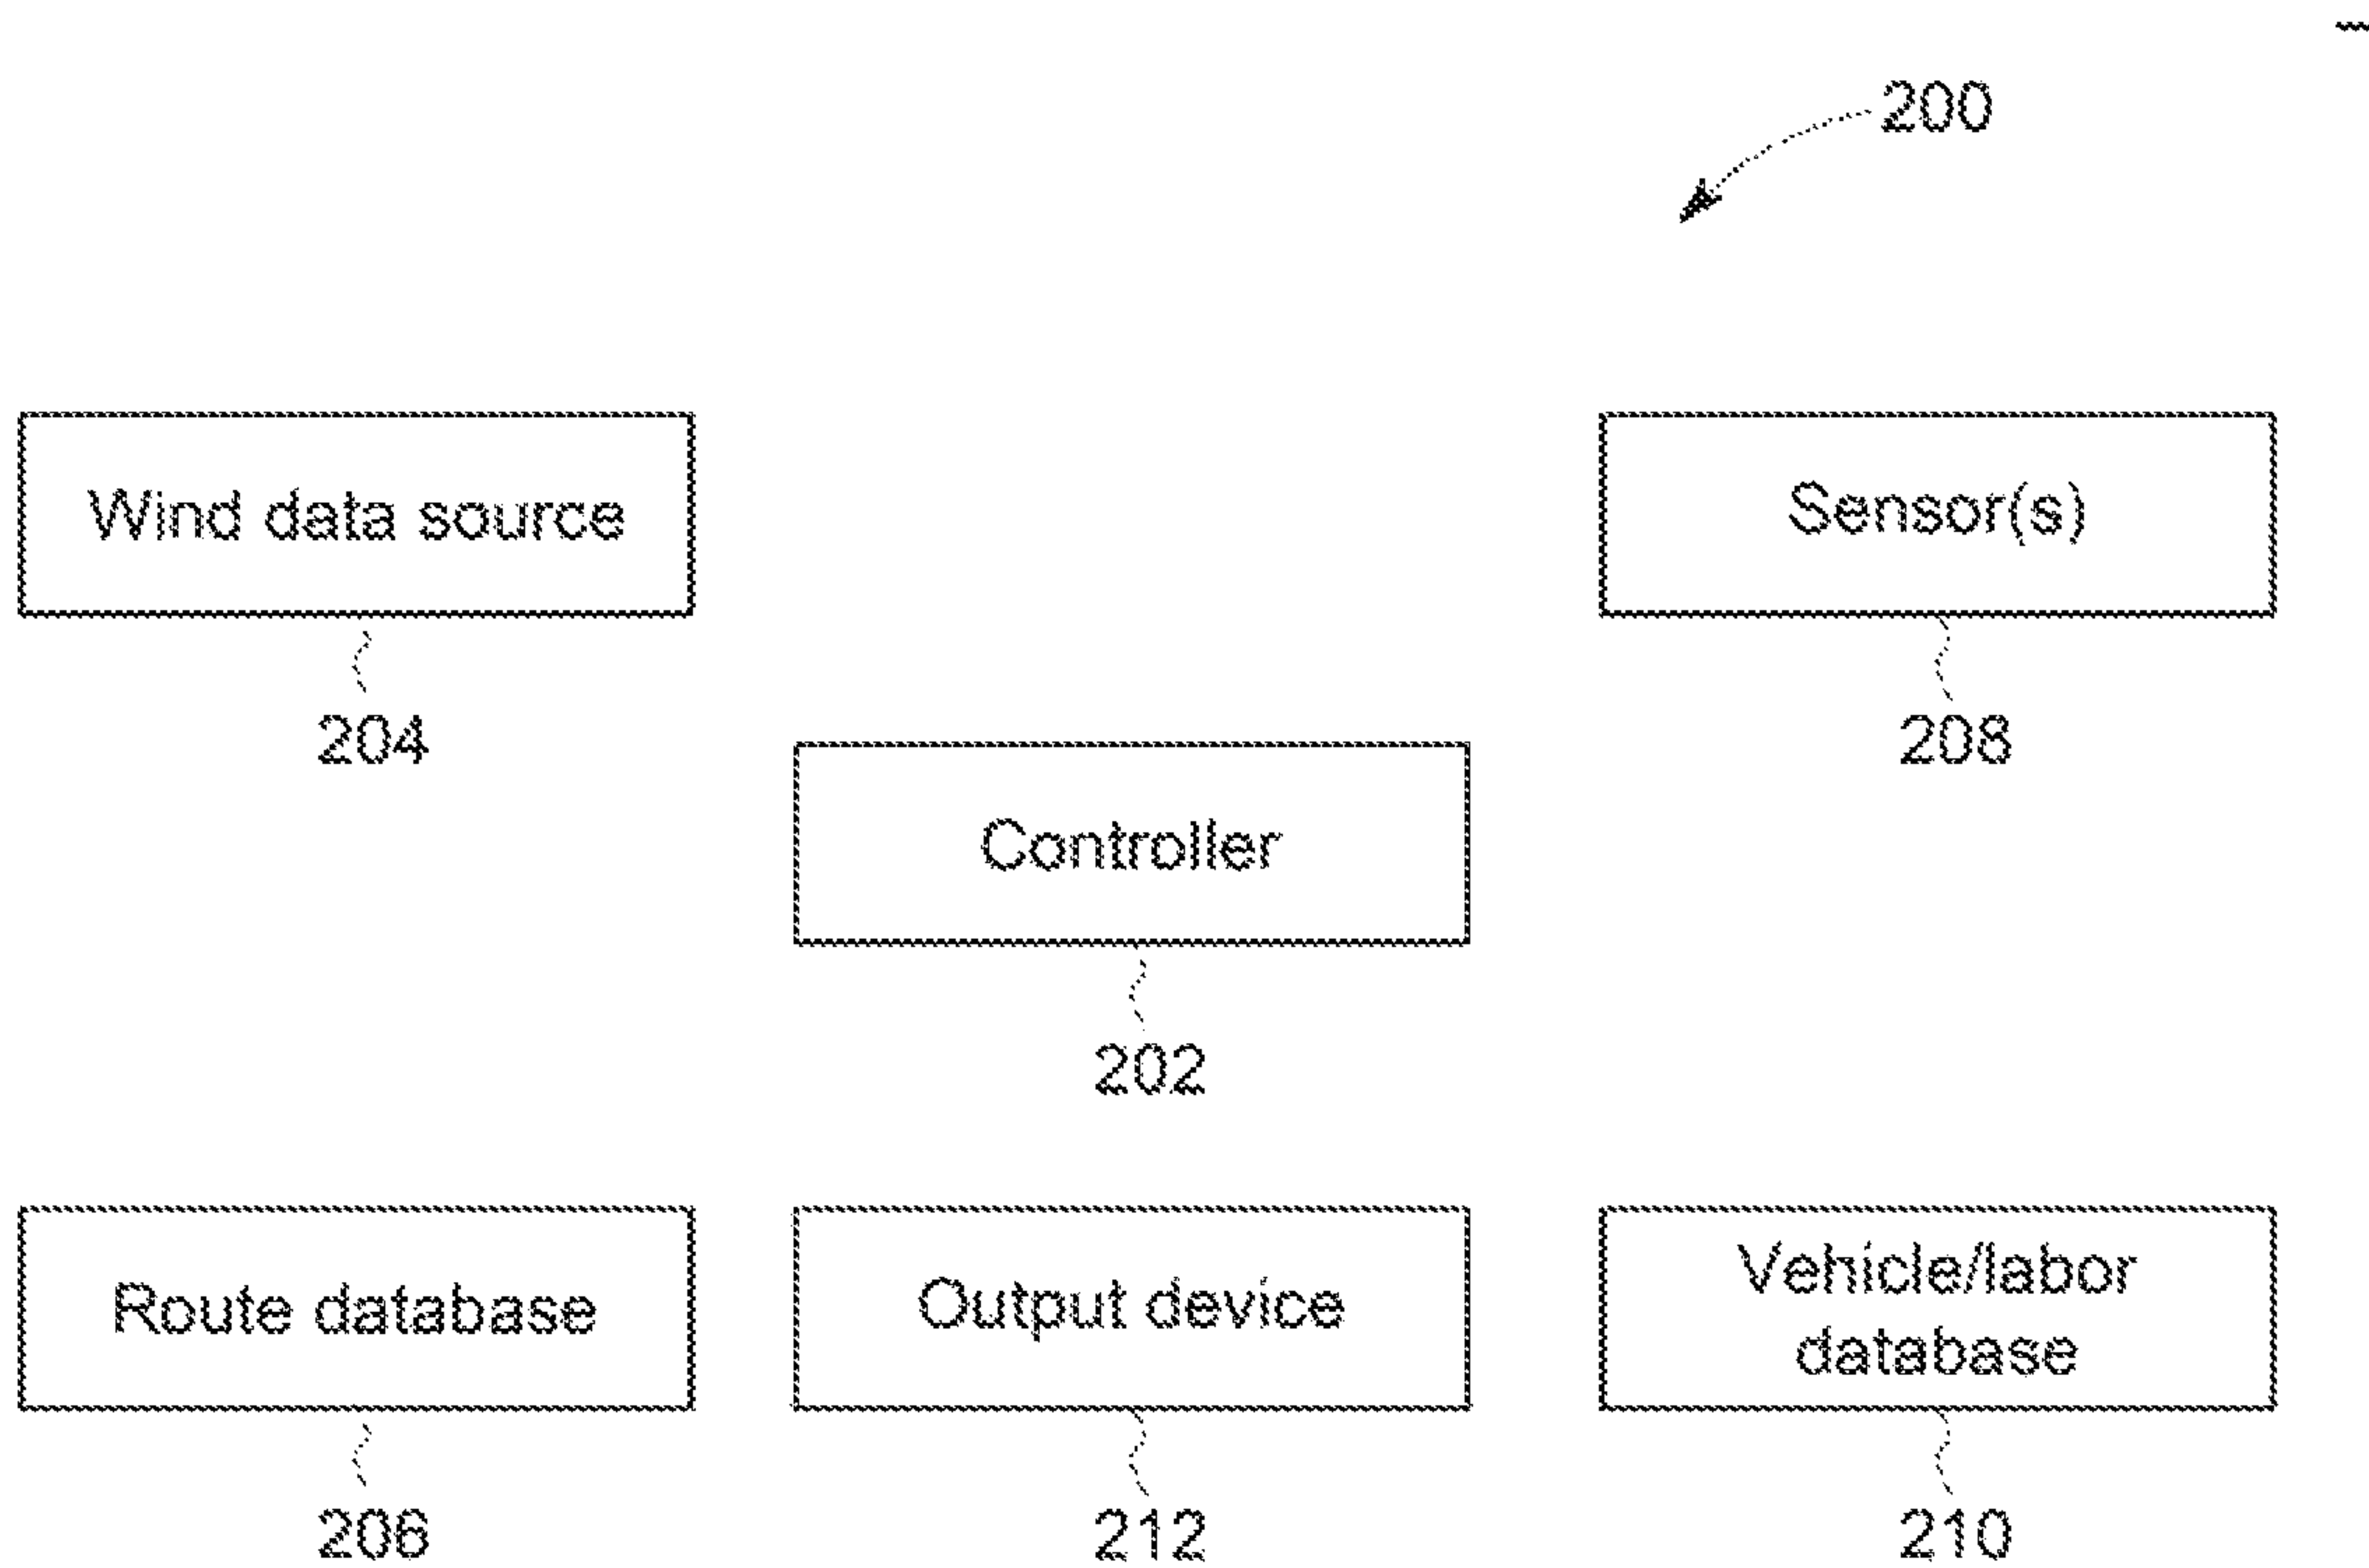 200
Wind data source
Sensor(s)
204
208
Controller
202
Route database
Output device
Vehicle/labor
database
206
212
210